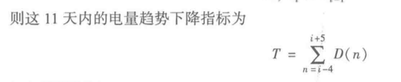 则这 11 天内的电量趋势下降指标为
T = \sum_{n=i-4}^{i+5} D(n)